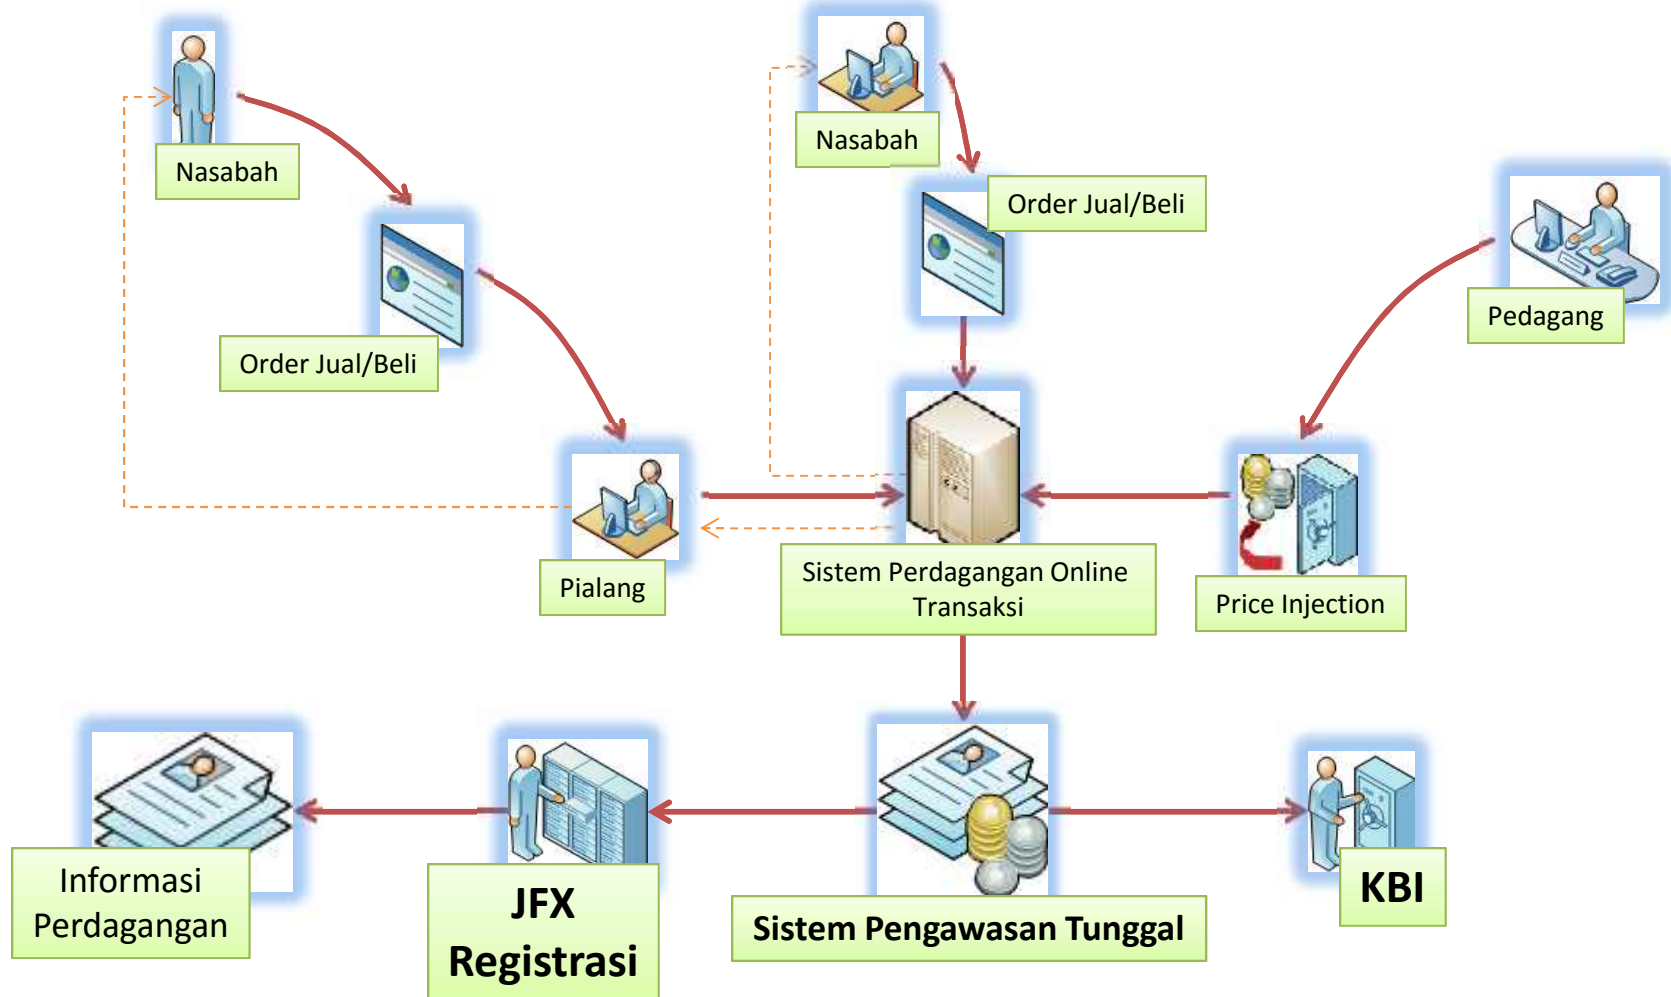 Nasabah
Nasabah
Order Jual/Beli
Pedagang
Order Jual/Beli
Pialang
Sistem Perdagangan Online
Transaksi
Price Injection
Informasi
Perdagangan
JFX
Registrasi
Sistem Pengawasan Tunggal
KBI